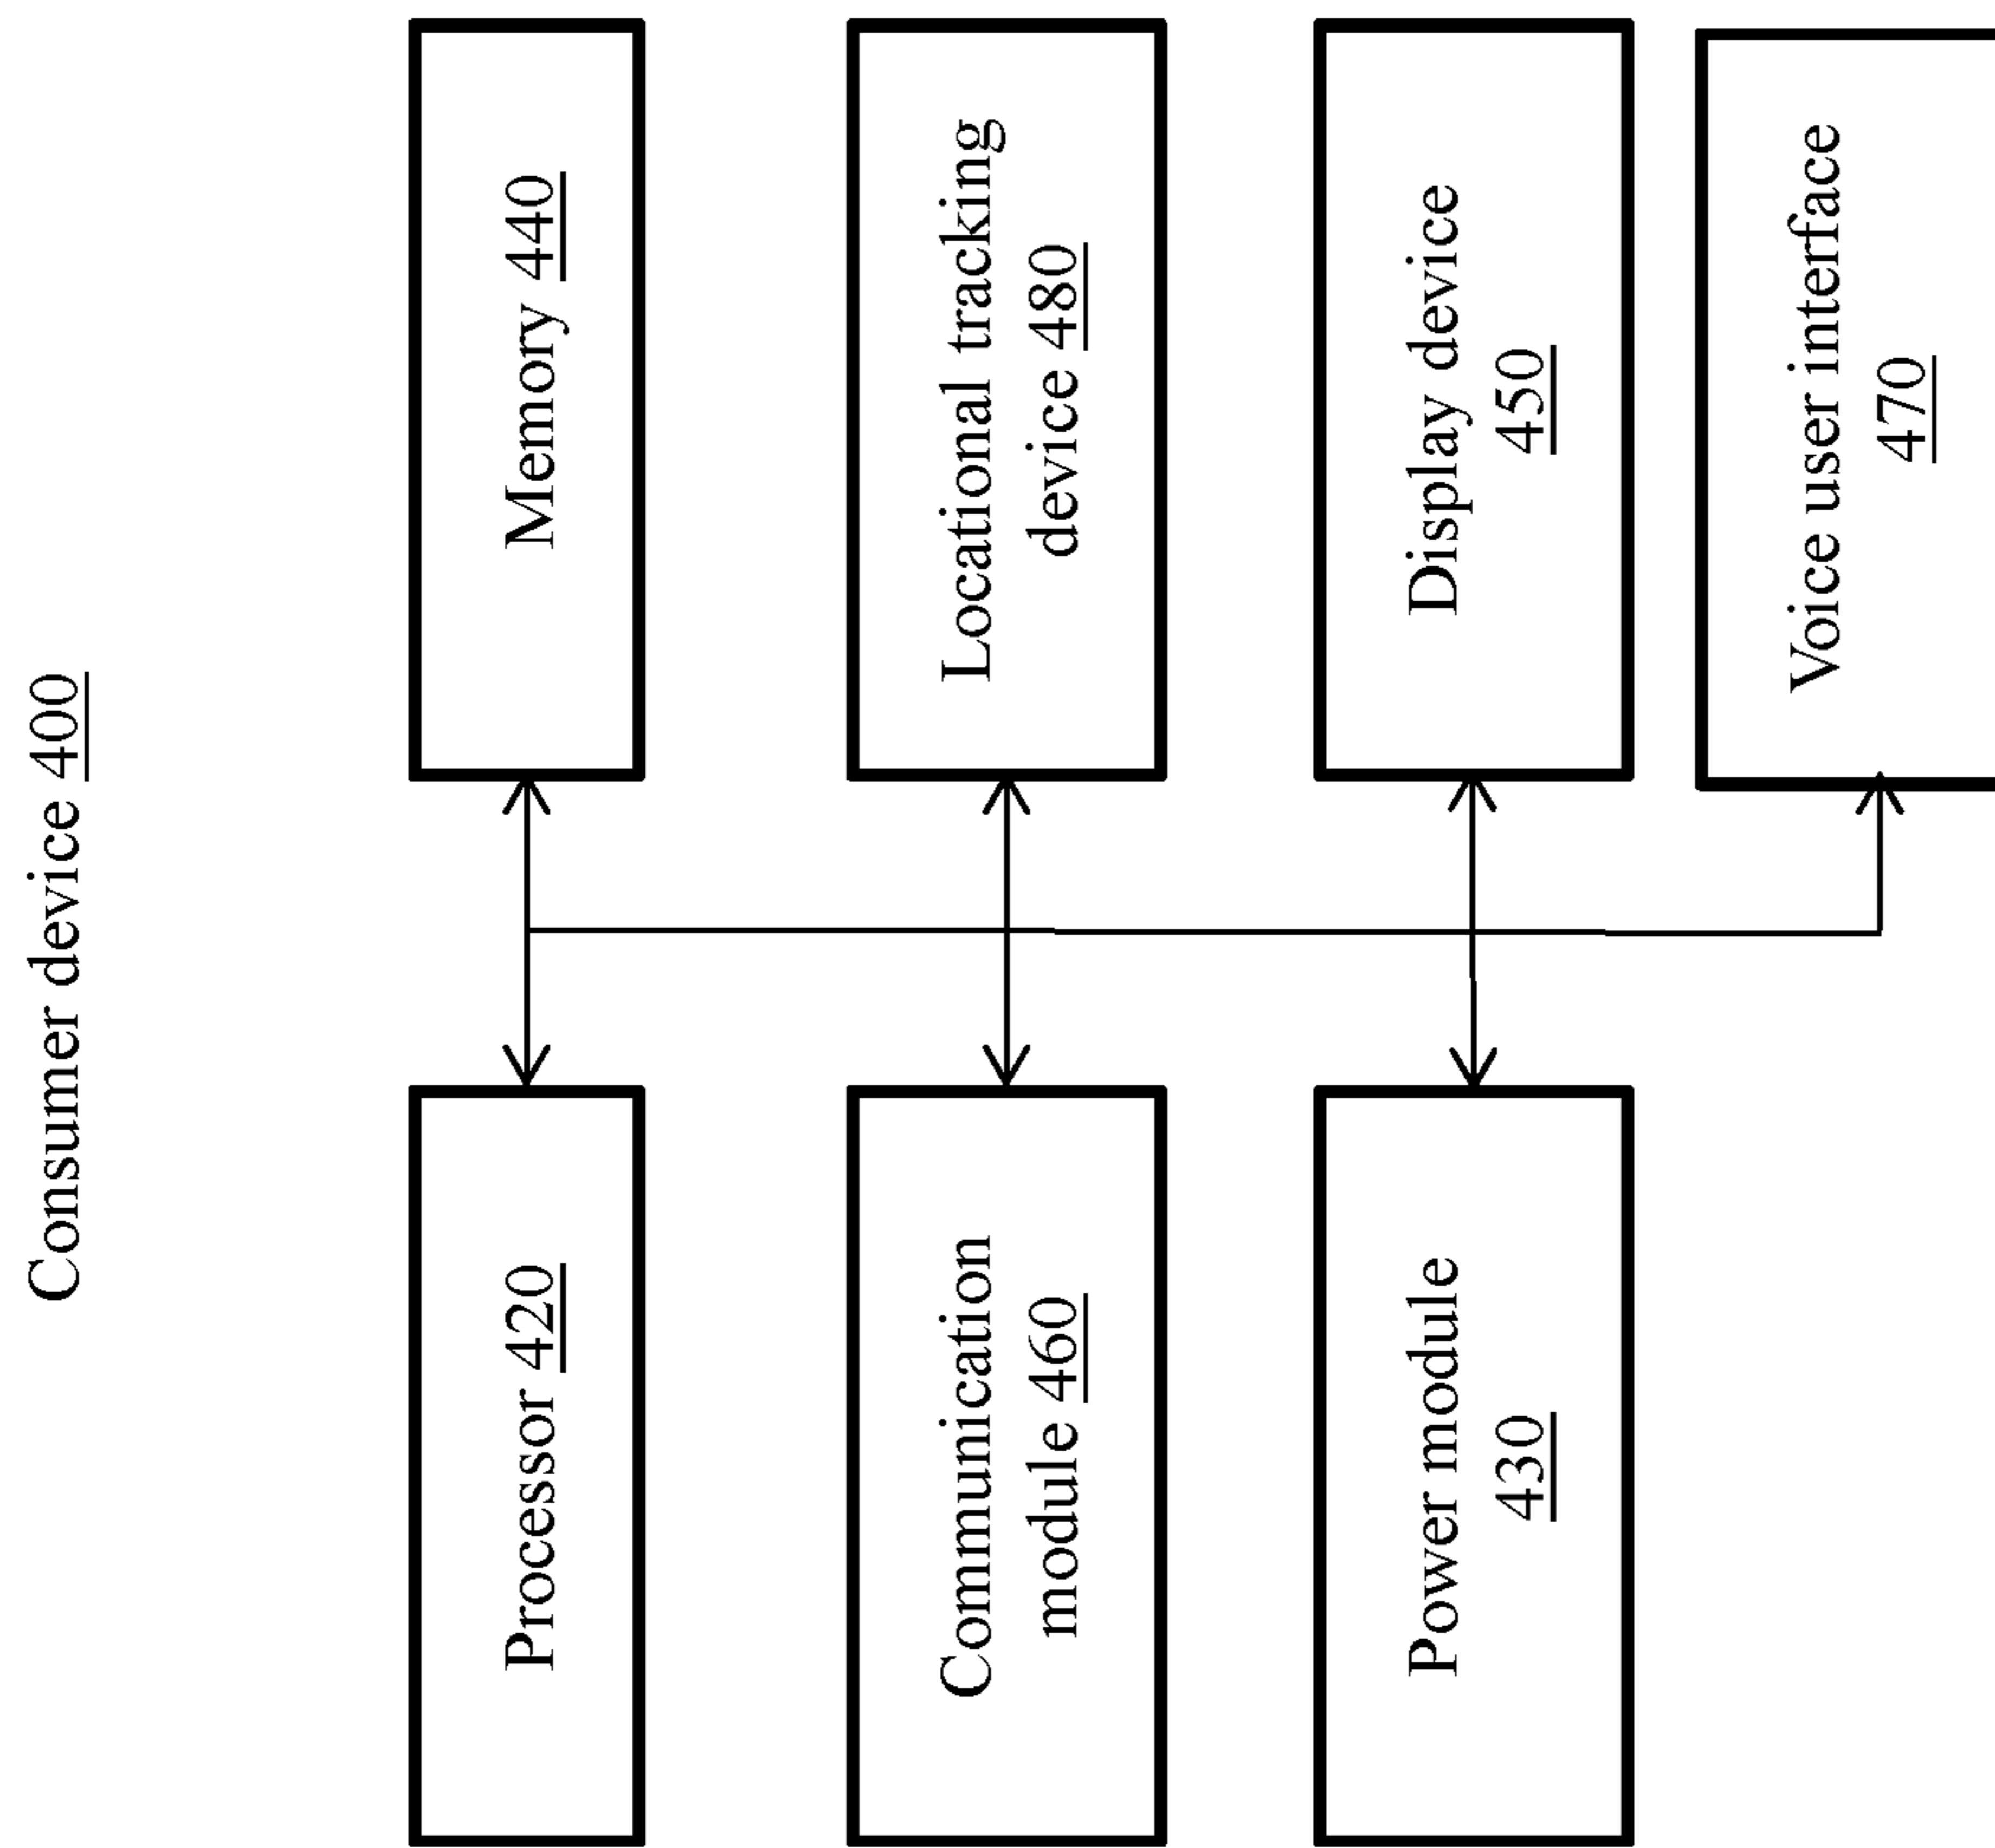 Consumer device 400
Processor 420
Memory 440
Communication
module 460
Locational tracking
device 480
Power module
430
Display device
450
Voice user interface
470